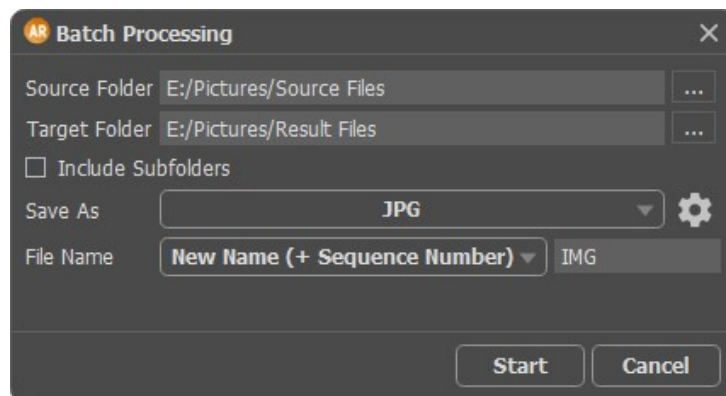 AR Batch Processing
Source Folder E:/Pictures/Source Files ...
Target Folder E:/Pictures/Result Files ...
Include Subfolders
Save As JPG
File Name New Name (+ Sequence Number) IMG
Start Cancel